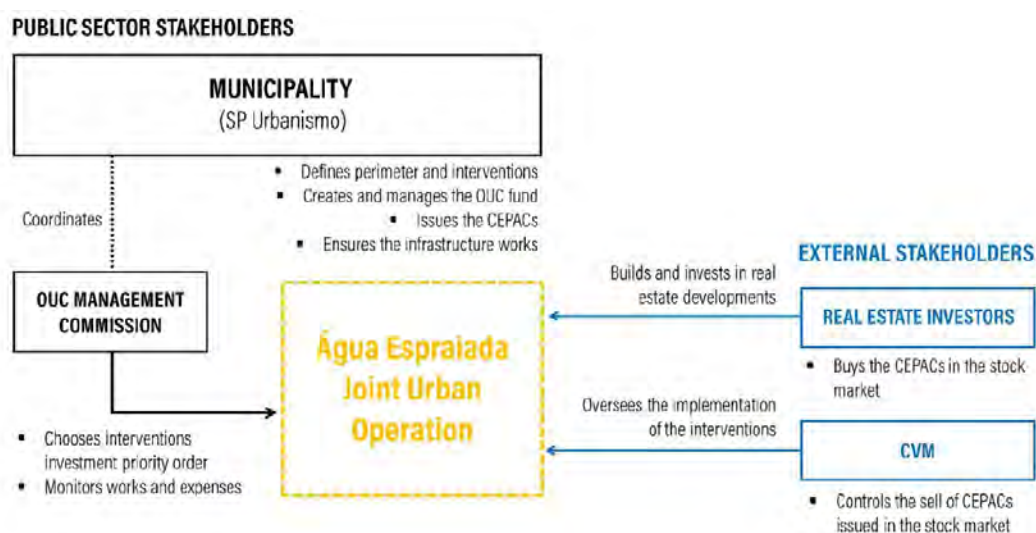 PUBLIC SECTOR STAKEHOLDERS
MUNICIPALITY
(SP Urbanismo)
▪ Defines perimeter and interventions
▪ Creates and manages the OUC fund
▪ Issues the CEPACs
▪ Ensures the infrastructure works
Coordinates
OUC MANAGEMENT
COMMISSION
▪ Chooses interventions
investment priority order
▪ Monitors works and expenses
Água Espraiada
Joint Urban
Operation
Builds and invests in real
estate developments
Oversees the implementation
of the interventions
EXTERNAL STAKEHOLDERS
REAL ESTATE INVESTORS
▪ Buys the CEPACs in the stock
market
CVM
▪ Controls the sell of CEPACs
issued in the stock market